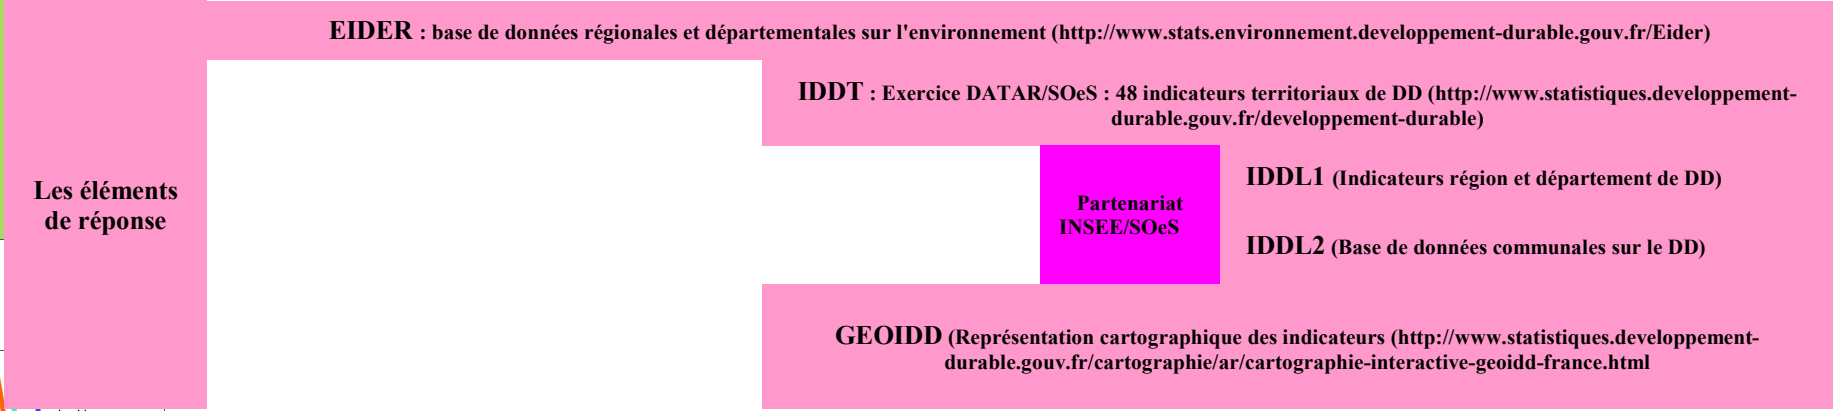 EIDER : base de données régionales et départementales sur l'environnement (http://www.stats.environnement.developpement-durable.gouv.fr/Eider)
IDDT : Exercice DATAR/SOeS : 48 indicateurs territoriaux de DD (http://www.statistiques.developpement-
durable.gouv.fr/developpement-durable)
Les éléments
de réponse
Partenariat
INSEE/SOeS
IDDL1 (Indicateurs région et département de DD)
IDDL2 (Base de données communales sur le DD)
GEOIDD (Représentation cartographique des indicateurs (http://www.statistiques.developpement-
durable.gouv.fr/cartographie/ar/cartographie-interactive-geoidd-france.html